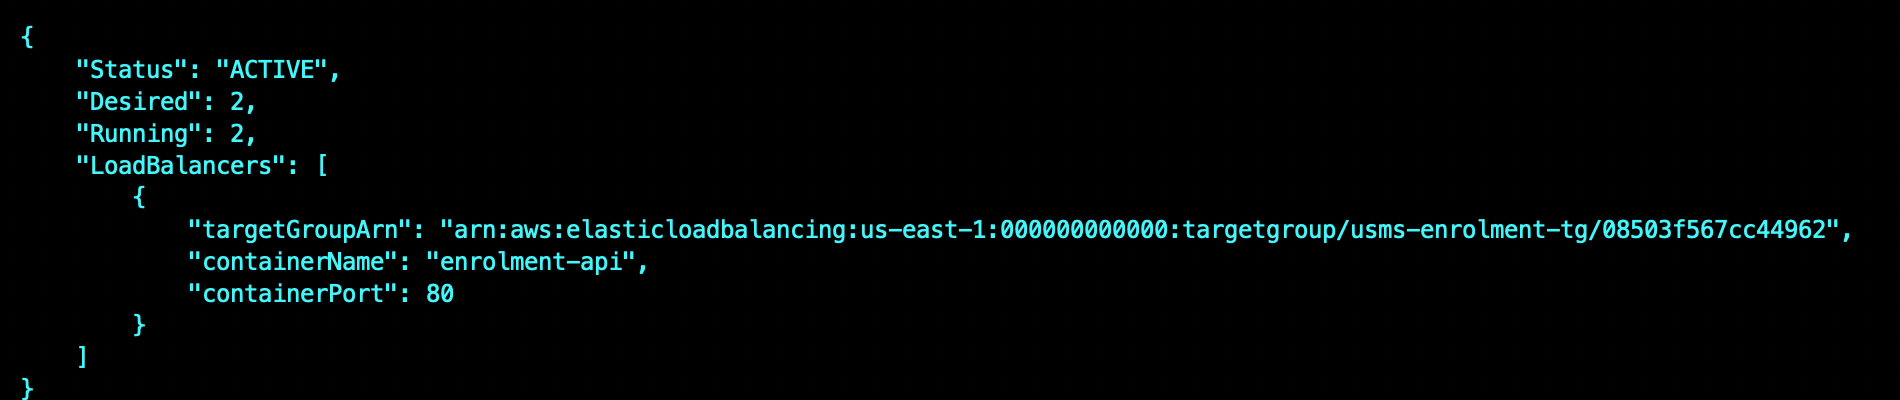 {
    "Status": "ACTIVE",
    "Desired": 2,
    "Running": 2,
    "LoadBalancers": [
        {
            "targetGroupArn": "arn:aws:elasticloadbalancing:us-east-1:000000000000:targetgroup/usms-enrolment-tg/08503f567cc44962",
            "containerName": "enrolment-api",
            "containerPort": 80
        }
    ]
}